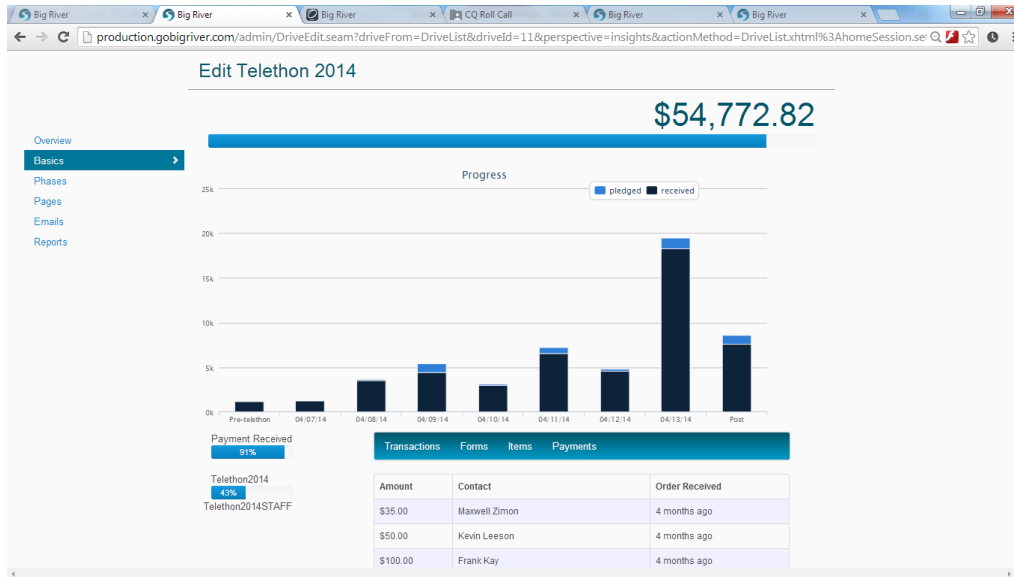 Big River
Big River
Big River
CQ Roll Call
Big River
Big River
production.gobigriver.com/admin/DriveEdit.seam?driveFrom=DriveList&driveId=11&perspective=insights&actionMethod=DriveList.xhtml%3AhomeSession.se
Edit Telethon 2014
$54,772.82
Overview
Basics
Phases
Pages
Emails
Reports
Progress
pledged received
25k
20k
15k
10k
5k
0k
Pre-telethon 04/07/14 04/08/14 04/09/14 04/10/14 04/11/14 04/12/14 04/13/14 Post
Payment Received
91%
Telethon2014
43%
Telethon2014STAFF
Transactions Forms Items Payments
Amount Contact Order Received
$35.00 Maxwell Zimon 4 months ago
$50.00 Kevin Leeson 4 months ago
$100.00 Frank Kay 4 months ago